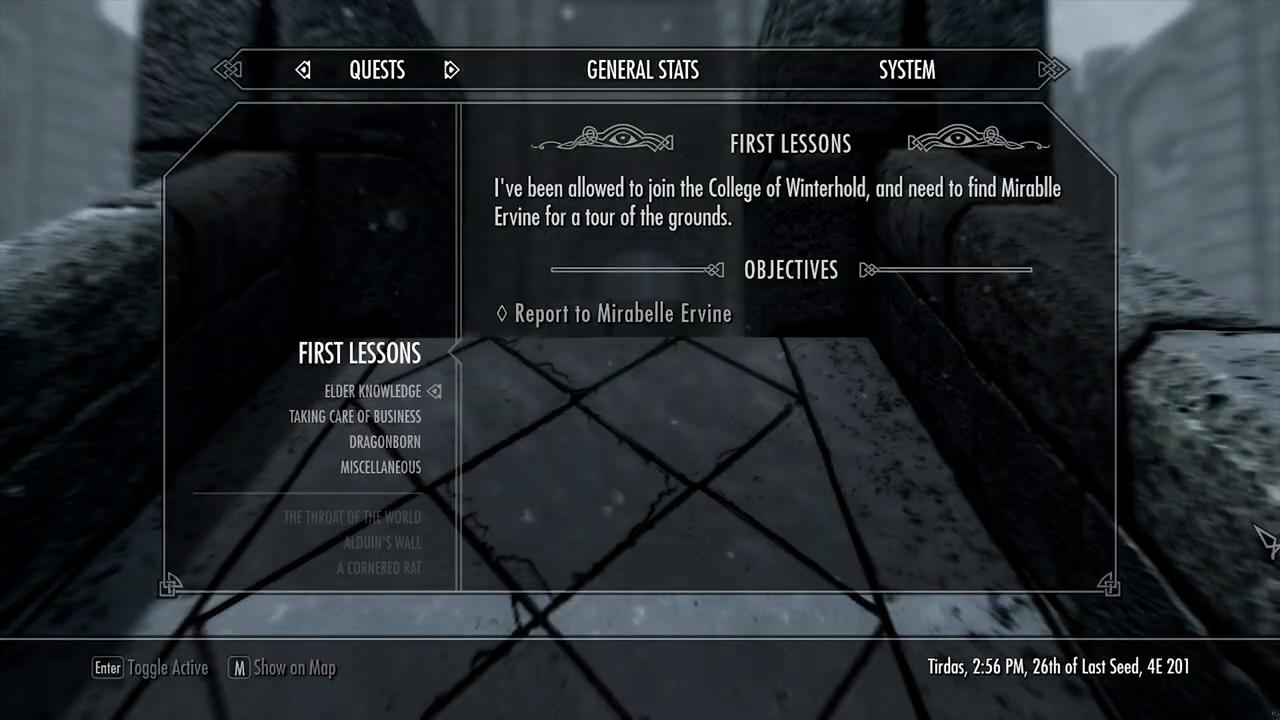 QUESTS
GENERAL STATS
SYSTEM
FIRST LESSONS
I've been allowed to join the College of Winterhold, and need to find Mirablle
Ervine for a tour of the grounds.
OBJECTIVES
Report to Mirabelle Ervine
FIRST LESSONS
ELDER KNOWLEDGE
TAKING CARE OF BUSINESS
DRAGONBORN
MISCELLANEOUS
THE THROAT OF THE WORLD
ALDUIN'S WALL
A CORNERED RAT
Enter Toggle Active
M Show on Map
Tirdas, 2:56 PM, 26th of Last Seed, 4E 201